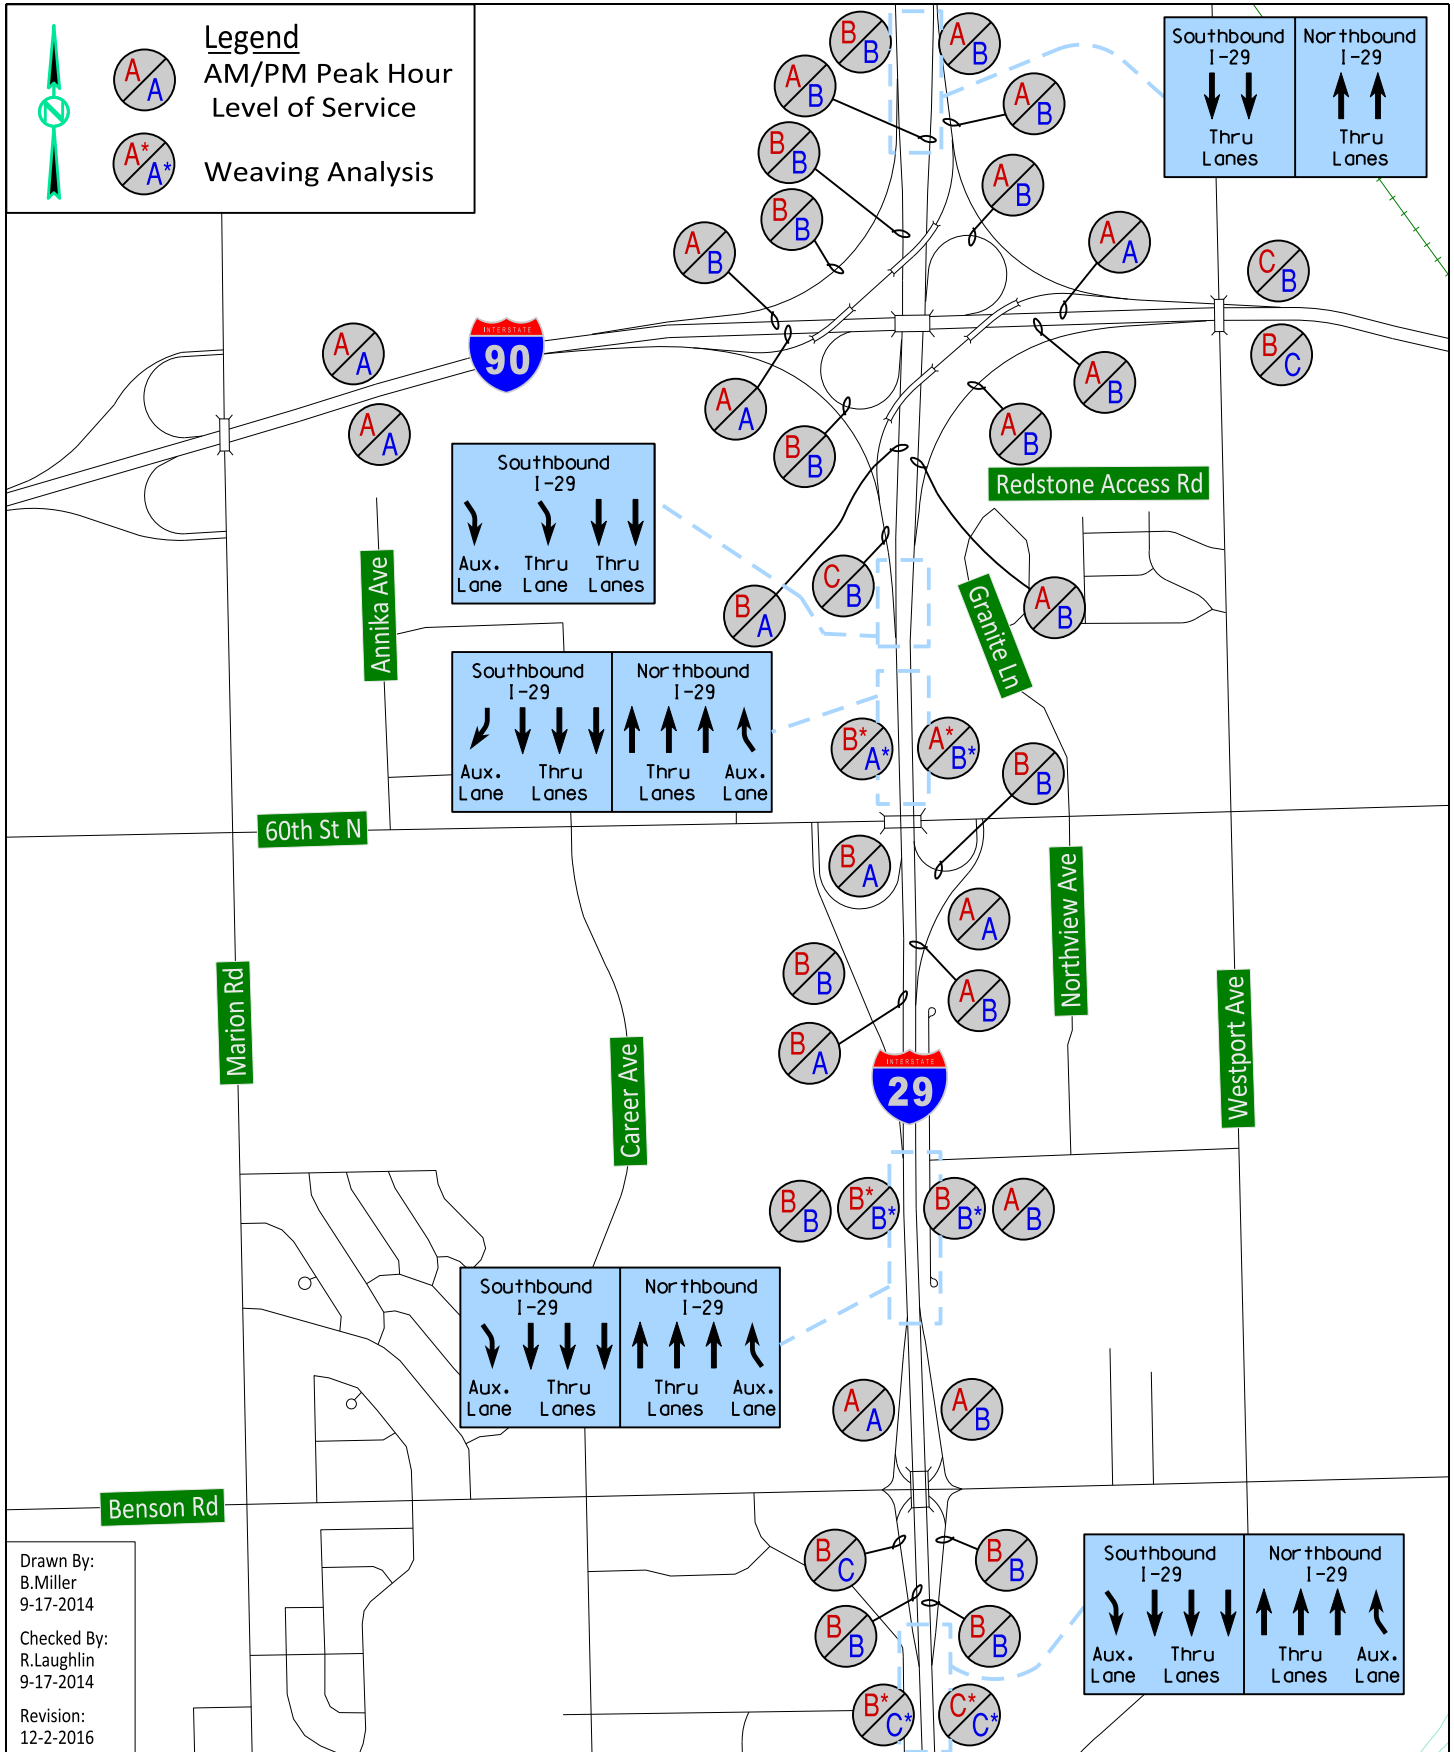 Legend
A/A
AM/PM Peak Hour
Level of Service
A*/A*
Weaving Analysis
B/B
A/B
A/B
A/B
B/B
A/B
B/B
A/B
A/A
C/B
A/A
INTERSTATE
90
B/C
A/B
A/A
A/A
B/B
A/B
Southbound
I-29
Thru
Lanes
Northbound
I-29
Thru
Lanes
Redstone Access Rd
Southbound
I-29
Aux.
Lane
Thru
Lane
Thru
Lanes
C/B
B/A
A/B
Annika Ave
Granite Ln
Southbound
I-29
Aux.
Lane
Thru
Lanes
Northbound
I-29
Thru
Lanes
Aux.
Lane
B*/A*
A*/B*
B/B
60th St N
B/A
A/A
B/B
A/B
B/A
Marion Rd
Career Ave
Northview Ave
Westport Ave
INTERSTATE
29
B/B
B*/B*
B/B*
A/B
Southbound
I-29
Aux.
Lane
Thru
Lanes
Northbound
I-29
Thru
Lanes
Aux.
Lane
A/A
A/B
Benson Rd
B/C
B/B
B/B
B/B
B*/C*
C*/C*
Southbound
I-29
Aux.
Lane
Thru
Lanes
Northbound
I-29
Thru
Lanes
Aux.
Lane
Drawn By:
B.Miller
9-17-2014
Checked By:
R.Laughlin
9-17-2014
Revision:
12-2-2016
N